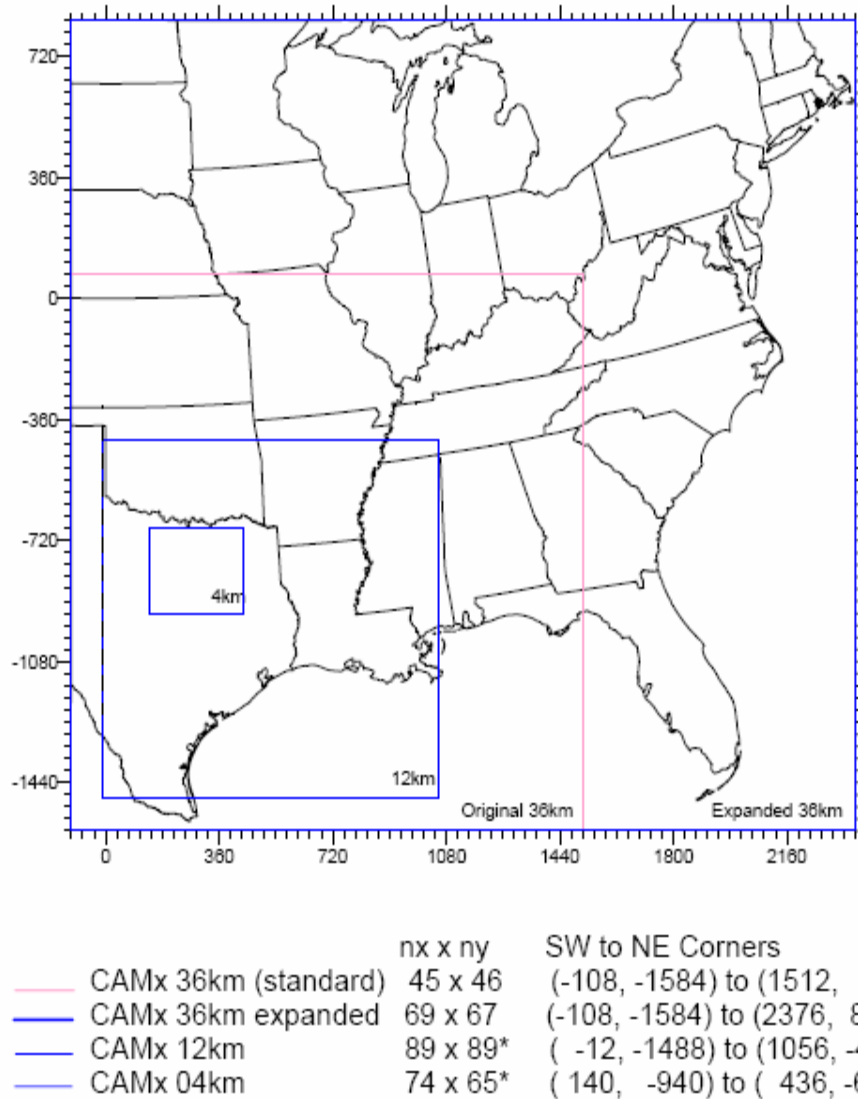 720
360
0
-360
-720
-1080
-1440
4km
12km
Original 36km
Expanded 36km
0 360 720 1080 1440 1800 2160
nx x ny SW to NE Corners
CAMx 36km (standard) 45 x 46 (-108, -1584) to (1512,
CAMx 36km expanded 69 x 67 (-108, -1584) to (2376, 8
CAMx 12km 89 x 89* ( -12, -1488) to (1056, -4
CAMx 04km 74 x 65* ( 140, -940) to ( 436, -6